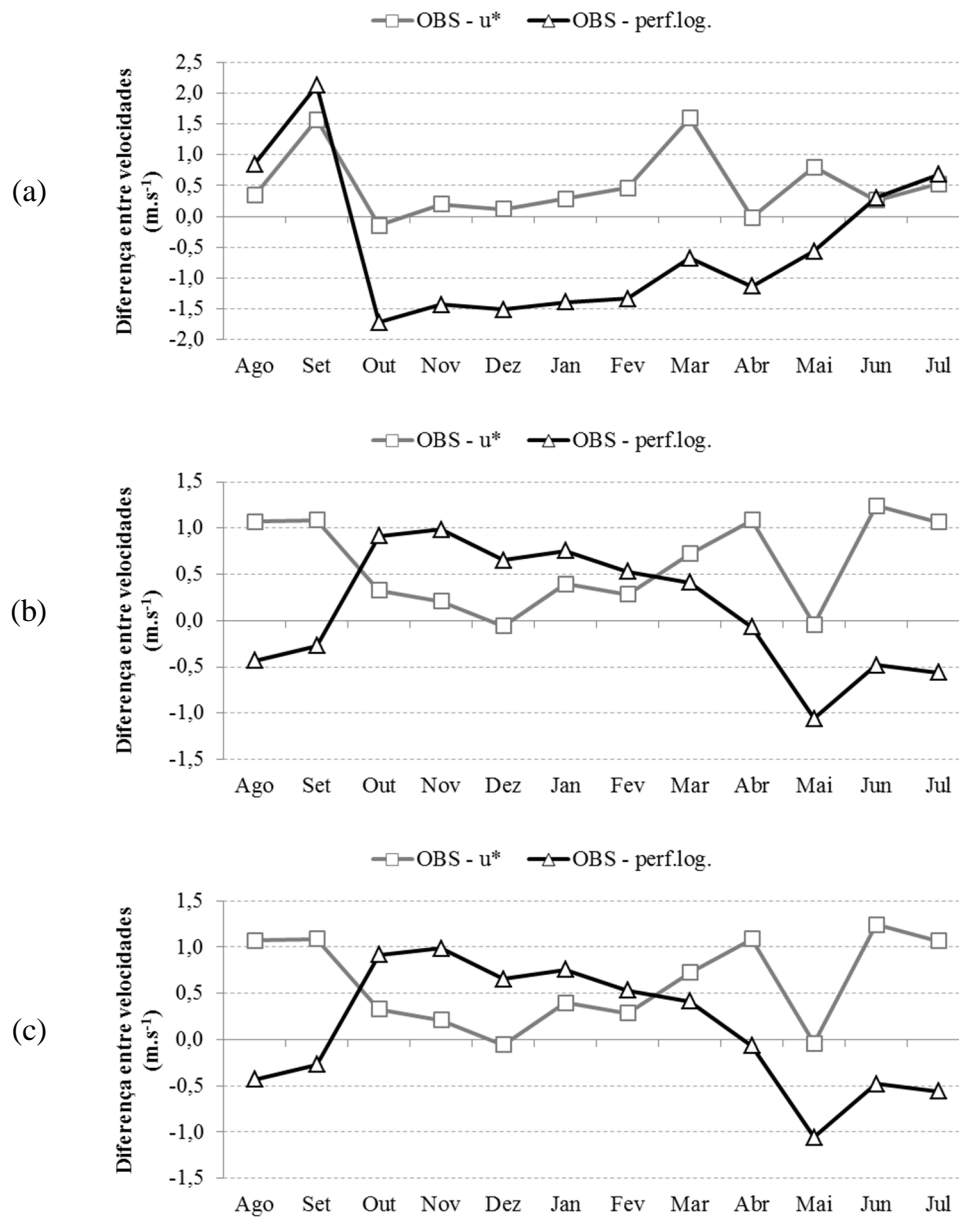 OBS - u* OBS - perf.log.
(a)
Diferença entre velocidades
(m.s-1)
2,5
2,0
1,5
1,0
0,5
0,0
-0,5
-1,0
-1,5
-2,0
Ago Set Out Nov Dez Jan Fev Mar Abr Mai Jun Jul
OBS - u* OBS - perf.log.
(b)
Diferença entre velocidades
(m.s-1)
1,5
1,0
0,5
0,0
-0,5
-1,0
-1,5
Ago Set Out Nov Dez Jan Fev Mar Abr Mai Jun Jul
OBS - u* OBS - perf.log.
(c)
Diferença entre velocidades
(m.s-1)
1,5
1,0
0,5
0,0
-0,5
-1,0
-1,5
Ago Set Out Nov Dez Jan Fev Mar Abr Mai Jun Jul